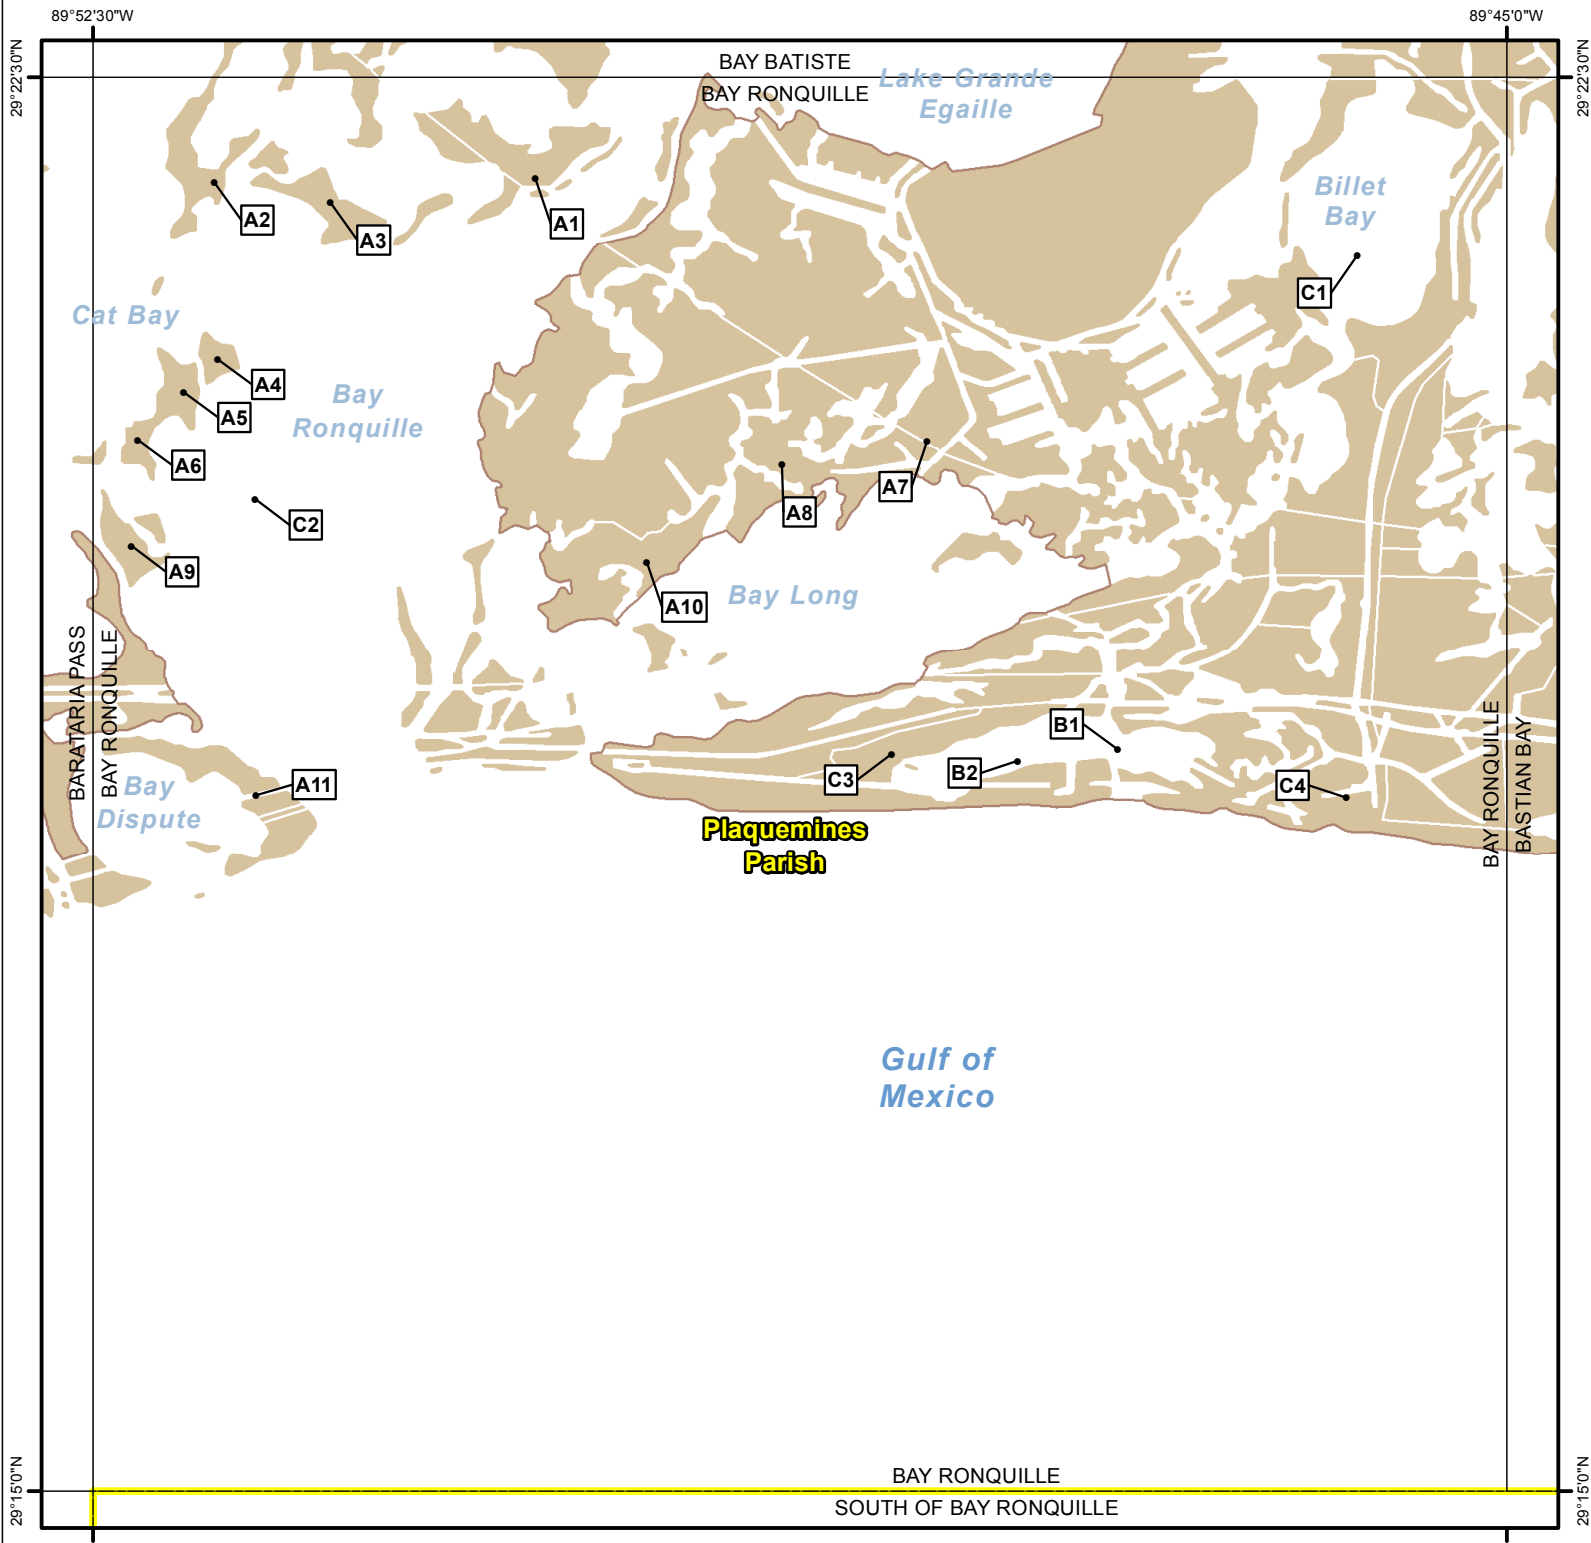 89°52'30"W
89°45'0"W
29°22'30"N
29°22'30"N
BAY BATISTE
BAY RONQUILLE
Lake Grande
Egaille
Billet
Bay
A2
A3
A1
C1
Cat Bay
A4
A5
Bay
Ronquille
A6
A7
A8
C2
A9
A10
Bay Long
BARATARIA PASS
BAY RONQUILLE
B1
B2
C3
C4
A11
Bay
Dispute
BAY RONQUILLE
BASTIAN BAY
Plaquemines
Parish
Gulf of
Mexico
BAY RONQUILLE
SOUTH OF BAY RONQUILLE
29°15'0"N
29°15'0"N